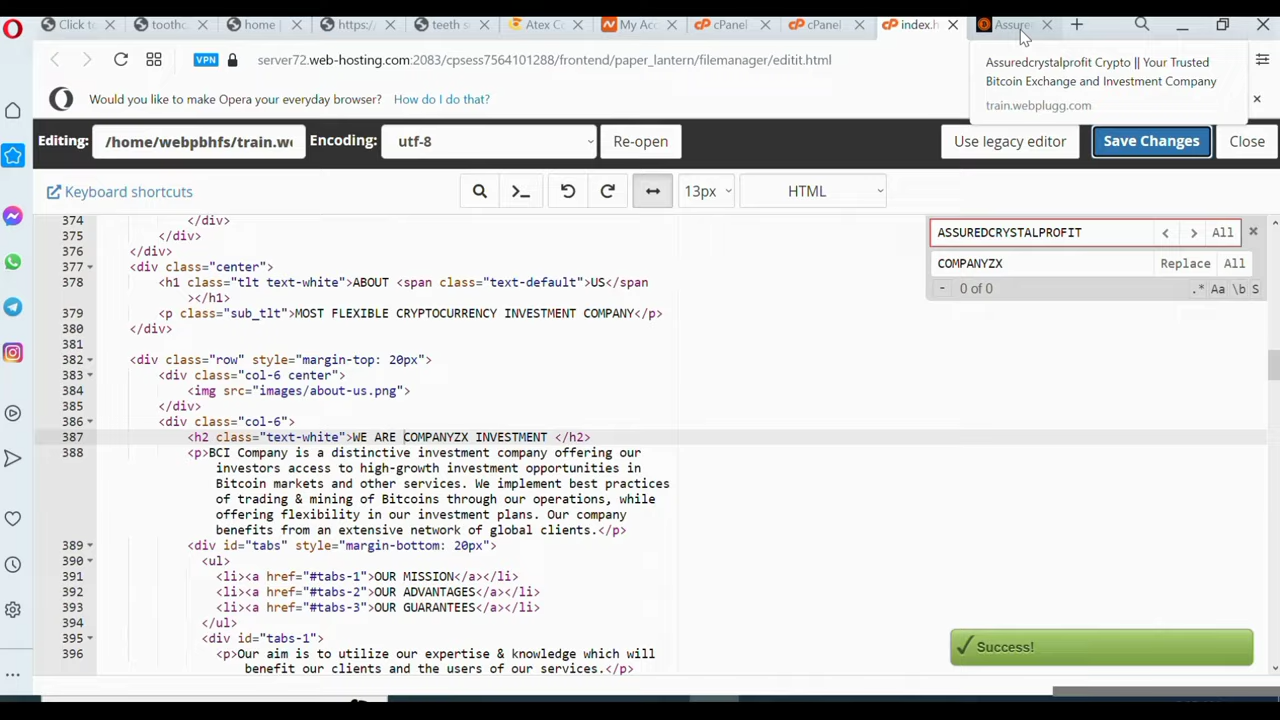 Click t
toothc
home
https:/
teeth s
Atex Co
My Acc
cPanel
cPanel
index.h
Assure
VPN
server72.web-hosting.com:2083/cpsess7564101288/frontend/paper_lantern/filemanager/editit.html
Assuredcrystalprofit Crypto || Your Trusted
Bitcoin Exchange and Investment Company
train.webplugg.com
Would you like to make Opera your everyday browser? How do I do that?
Editing: /home/webpbhfs/train.we Encoding: utf-8 Re-open Use legacy editor Save Changes Close
Keyboard shortcuts 13px HTML
ASSUREDCRYSTALPROFIT All
COMPANYZX Replace All
- 0 of 0 .* Aa \b S
374 </div>
375 </div>
376 </div>
377 <div class="center">
378 <h1 class="tlt text-white">ABOUT <span class="text-default">US</span
></h1>
379 <p class="sub_tlt">MOST FLEXIBLE CRYPTOCURRENCY INVESTMENT COMPANY</p>
380 </div>
381
382 <div class="row" style="margin-top: 20px">
383 <div class="col-6 center">
384 <img src="images/about-us.png">
385 </div>
386 <div class="col-6">
387 <h2 class="text-white">WE ARE COMPANYZX INVESTMENT </h2>
388 <p>BCI Company is a distinctive investment company offering our
investors access to high-growth investment opportunities in
Bitcoin markets and other services. We implement best practices
of trading & mining of Bitcoins through our operations, while
offering flexibility in our investment plans. Our company
benefits from an extensive network of global clients.</p>
389 <div id="tabs" style="margin-bottom: 20px">
390 <ul>
391 <li><a href="#tabs-1">OUR MISSION</a></li>
392 <li><a href="#tabs-2">OUR ADVANTAGES</a></li>
393 <li><a href="#tabs-3">OUR GUARANTEES</a></li>
394 </ul>
395 <div id="tabs-1">
396 <p>Our aim is to utilize our expertise & knowledge which will
benefit our clients and the users of our services.</p>
Success!